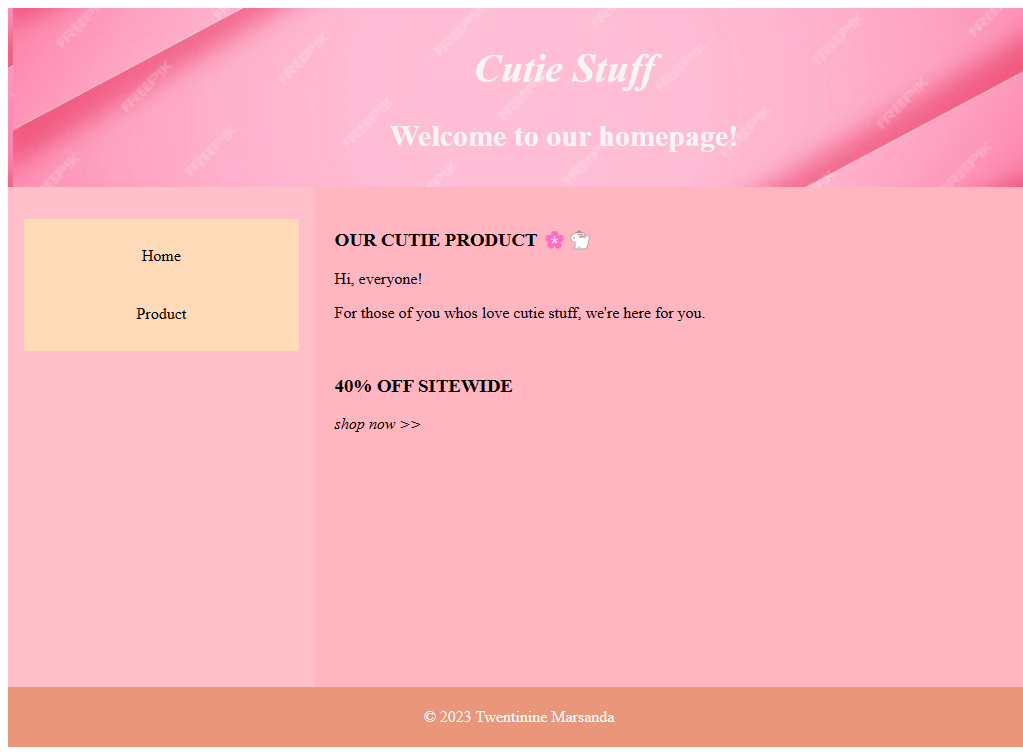 Cutie Stuff
Welcome to our homepage!
Home
Product
OUR CUTIE PRODUCT 🌸 🐇
Hi, everyone!
For those of you whos love cutie stuff, we're here for you.
40% OFF SITEWIDE
shop now >>
© 2023 Twentinine Marsanda
FREEPIK